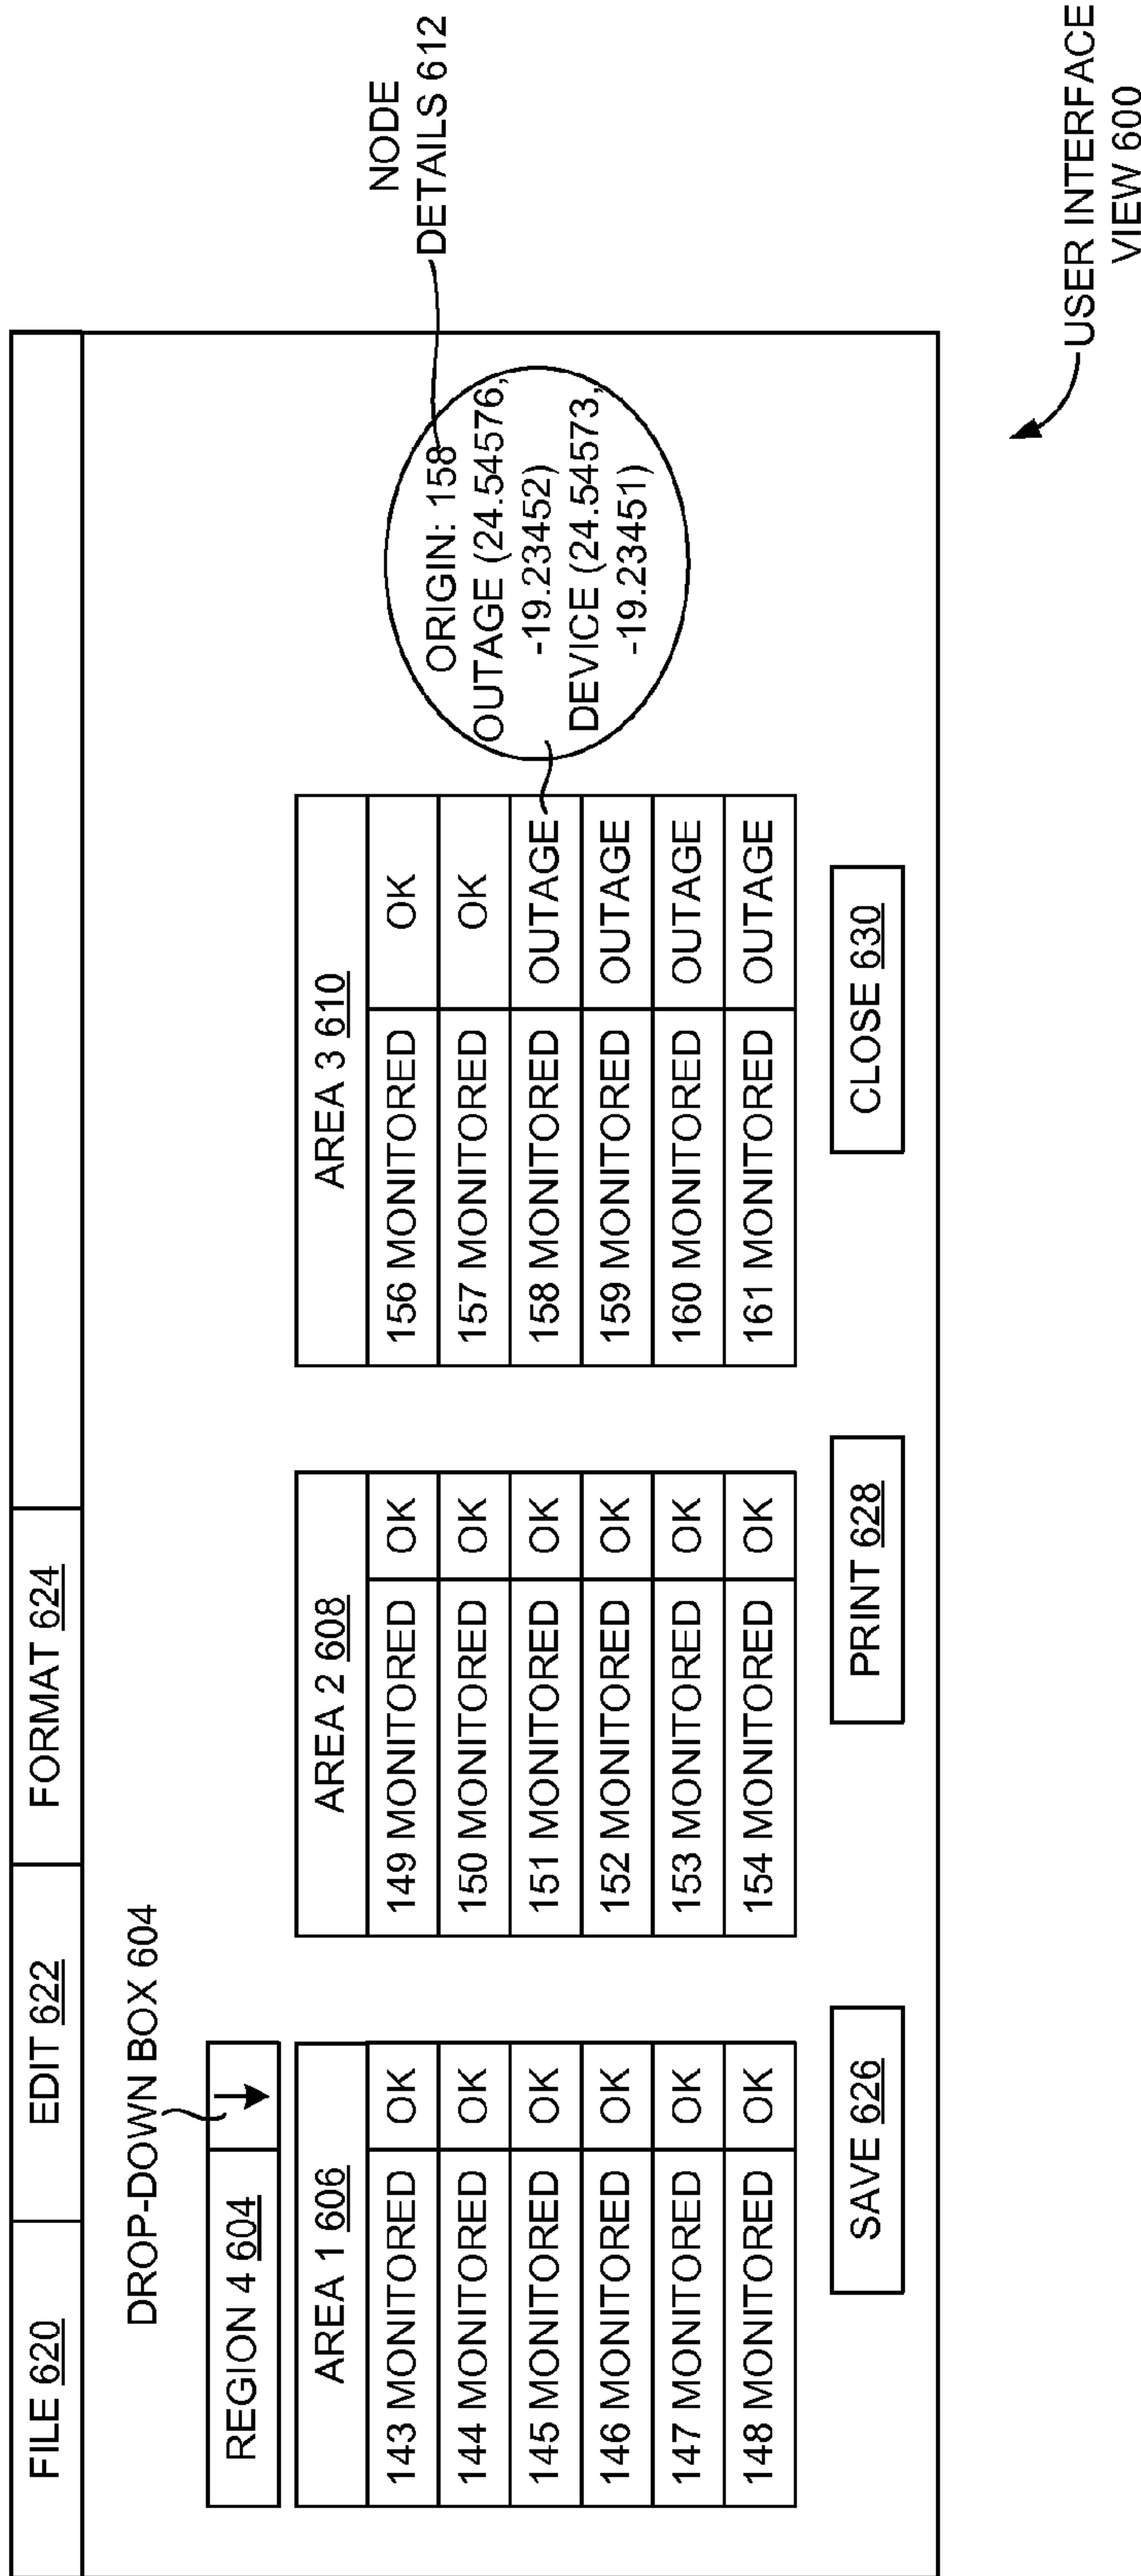 FILE 620
EDIT 622
FORMAT 624
DROP-DOWN BOX 604
REGION 4 604
AREA 1 606
143 MONITORED OK
144 MONITORED OK
145 MONITORED OK
146 MONITORED OK
147 MONITORED OK
148 MONITORED OK
AREA 2 608
149 MONITORED OK
150 MONITORED OK
151 MONITORED OK
152 MONITORED OK
153 MONITORED OK
154 MONITORED OK
AREA 3 610
156 MONITORED OK
157 MONITORED OK
158 MONITORED OUTAGE
159 MONITORED OUTAGE
160 MONITORED OUTAGE
161 MONITORED OUTAGE
ORIGIN: 158
OUTAGE (24.54576,
-19.23452)
DEVICE (24.54573,
-19.23451)
NODE
DETAILS 612
SAVE 626
PRINT 628
CLOSE 630
USER INTERFACE
VIEW 600